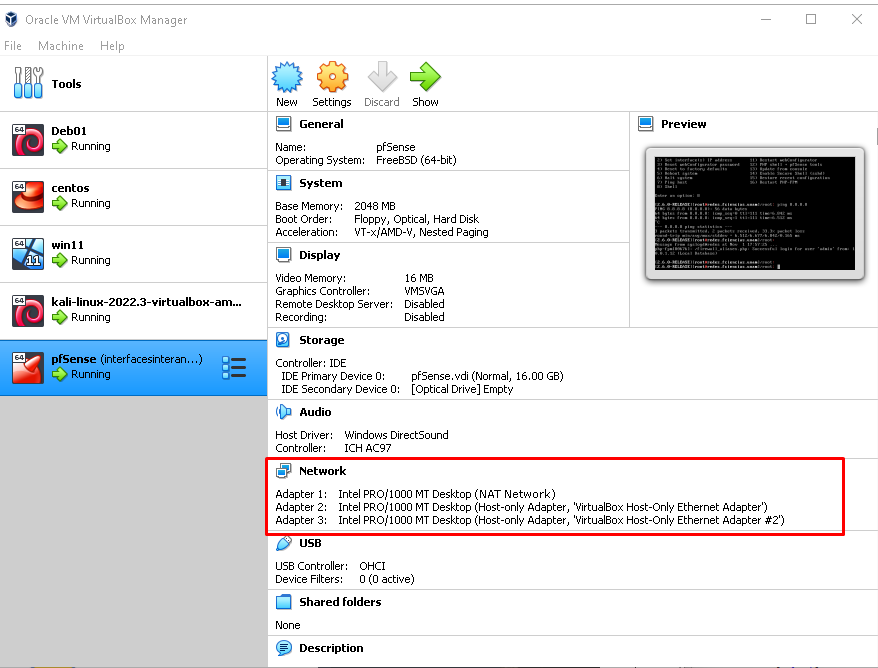 Oracle VM VirtualBox Manager
File Machine Help
Tools
New Settings Discard Show
64 Deb01
Running
64 centos
Running
64 win11
11 Running
64 kali-linux-2022.3-virtualbox-am...
Running
64 pfSense (interfacesinteran...)
Running
General
Name: pfSense
Operating System: FreeBSD (64-bit)
System
Base Memory: 2048 MB
Boot Order: Floppy, Optical, Hard Disk
Acceleration: VT-x/AMD-V, Nested Paging
Display
Video Memory: 16 MB
Graphics Controller: VMSVGA
Remote Desktop Server: Disabled
Recording: Disabled
Preview
Storage
Controller: IDE
IDE Primary Device 0: pfSense.vdi (Normal, 16.00 GB)
IDE Secondary Device 0: [Optical Drive] Empty
Audio
Host Driver: Windows DirectSound
Controller: ICH AC97
Network
Adapter 1: Intel PRO/1000 MT Desktop (NAT Network)
Adapter 2: Intel PRO/1000 MT Desktop (Host-only Adapter, 'VirtualBox Host-Only Ethernet Adapter')
Adapter 3: Intel PRO/1000 MT Desktop (Host-only Adapter, 'VirtualBox Host-Only Ethernet Adapter #2')
USB
USB Controller: OHCI
Device Filters: 0 (0 active)
Shared folders
None
Description